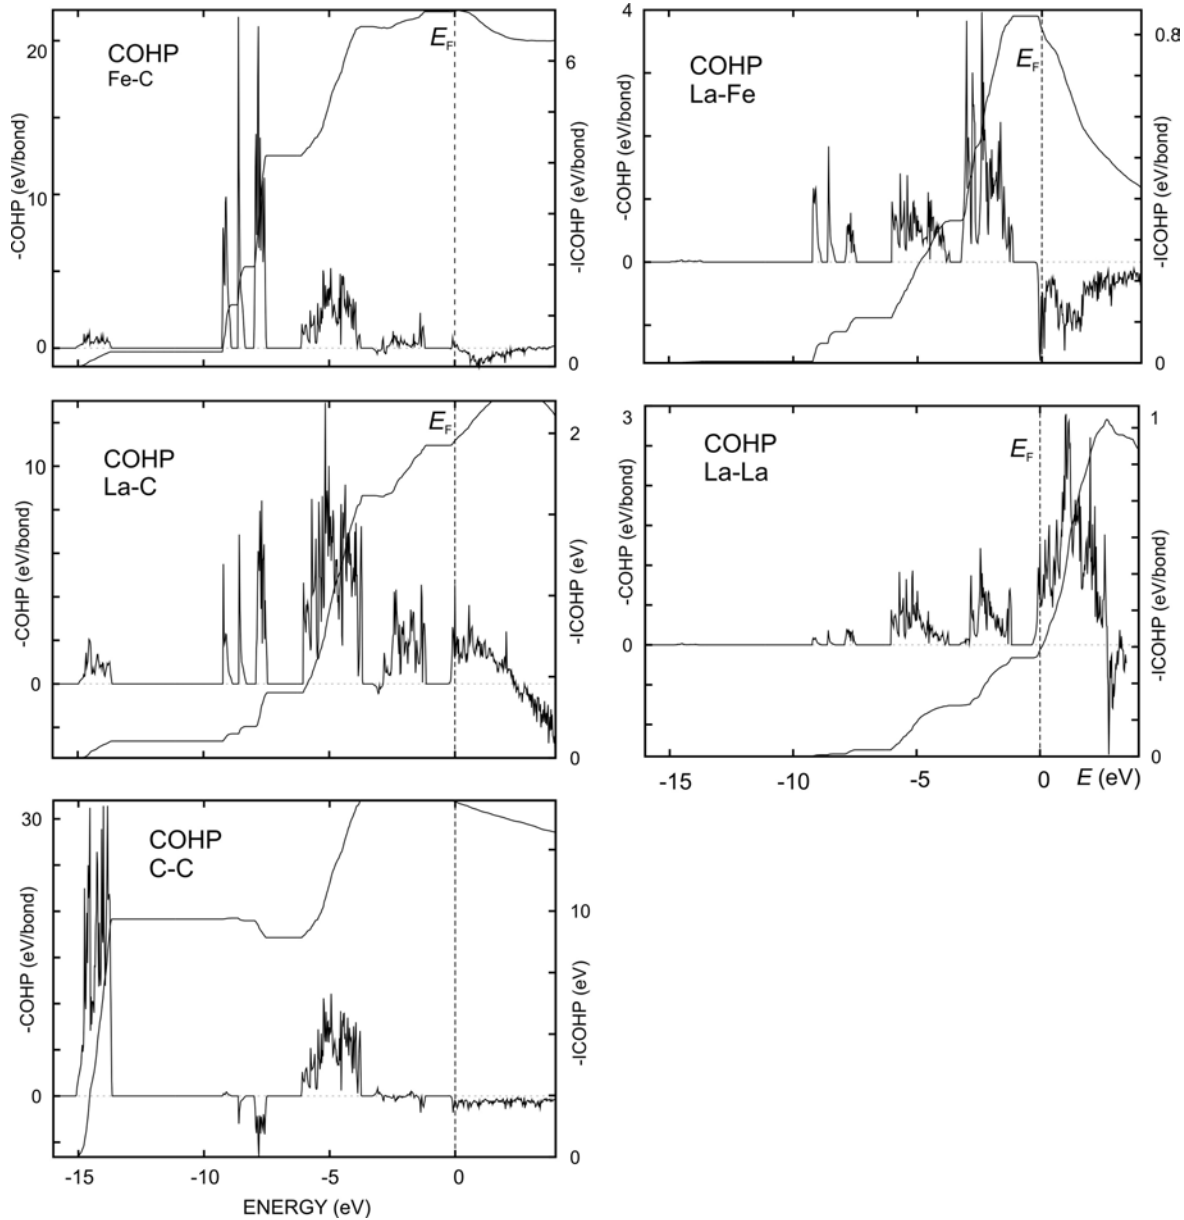 COHP
Fe-C
E_F
20
10
0
-COHP (eV/bond)
6
0
-ICOHP (eV/bond)
COHP
La-Fe
E_F
4
0
-COHP (eV/bond)
0.8
0
-ICOHP (eV/bond)
COHP
La-C
E_F
10
0
-COHP (eV/bond)
2
0
-ICOHP (eV)
COHP
La-La
E_F
3
0
-COHP (eV/bond)
1
0
-ICOHP (eV/bond)
-15 -10 -5 0 E (eV)
COHP
C-C
30
0
-COHP (eV/bond)
10
0
-ICOHP (eV)
-15 -10 -5 0
ENERGY (eV)